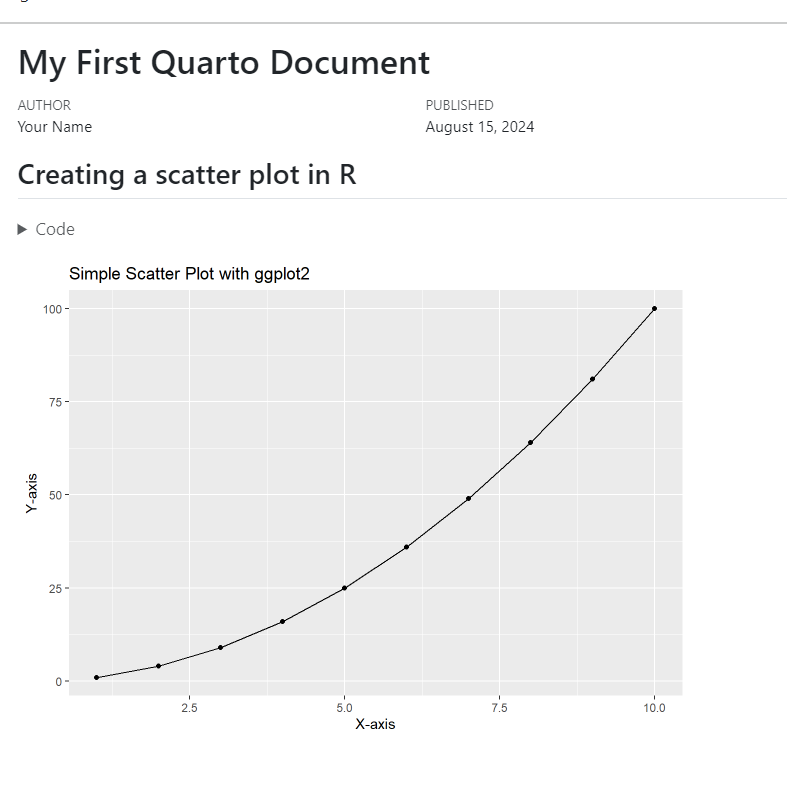 My First Quarto Document
AUTHOR
PUBLISHED
Your Name
August 15, 2024
Creating a scatter plot in R
Code
Simple Scatter Plot with ggplot2
100
75
50
25
0
Y-axis
2.5 5.0 7.5 10.0
X-axis